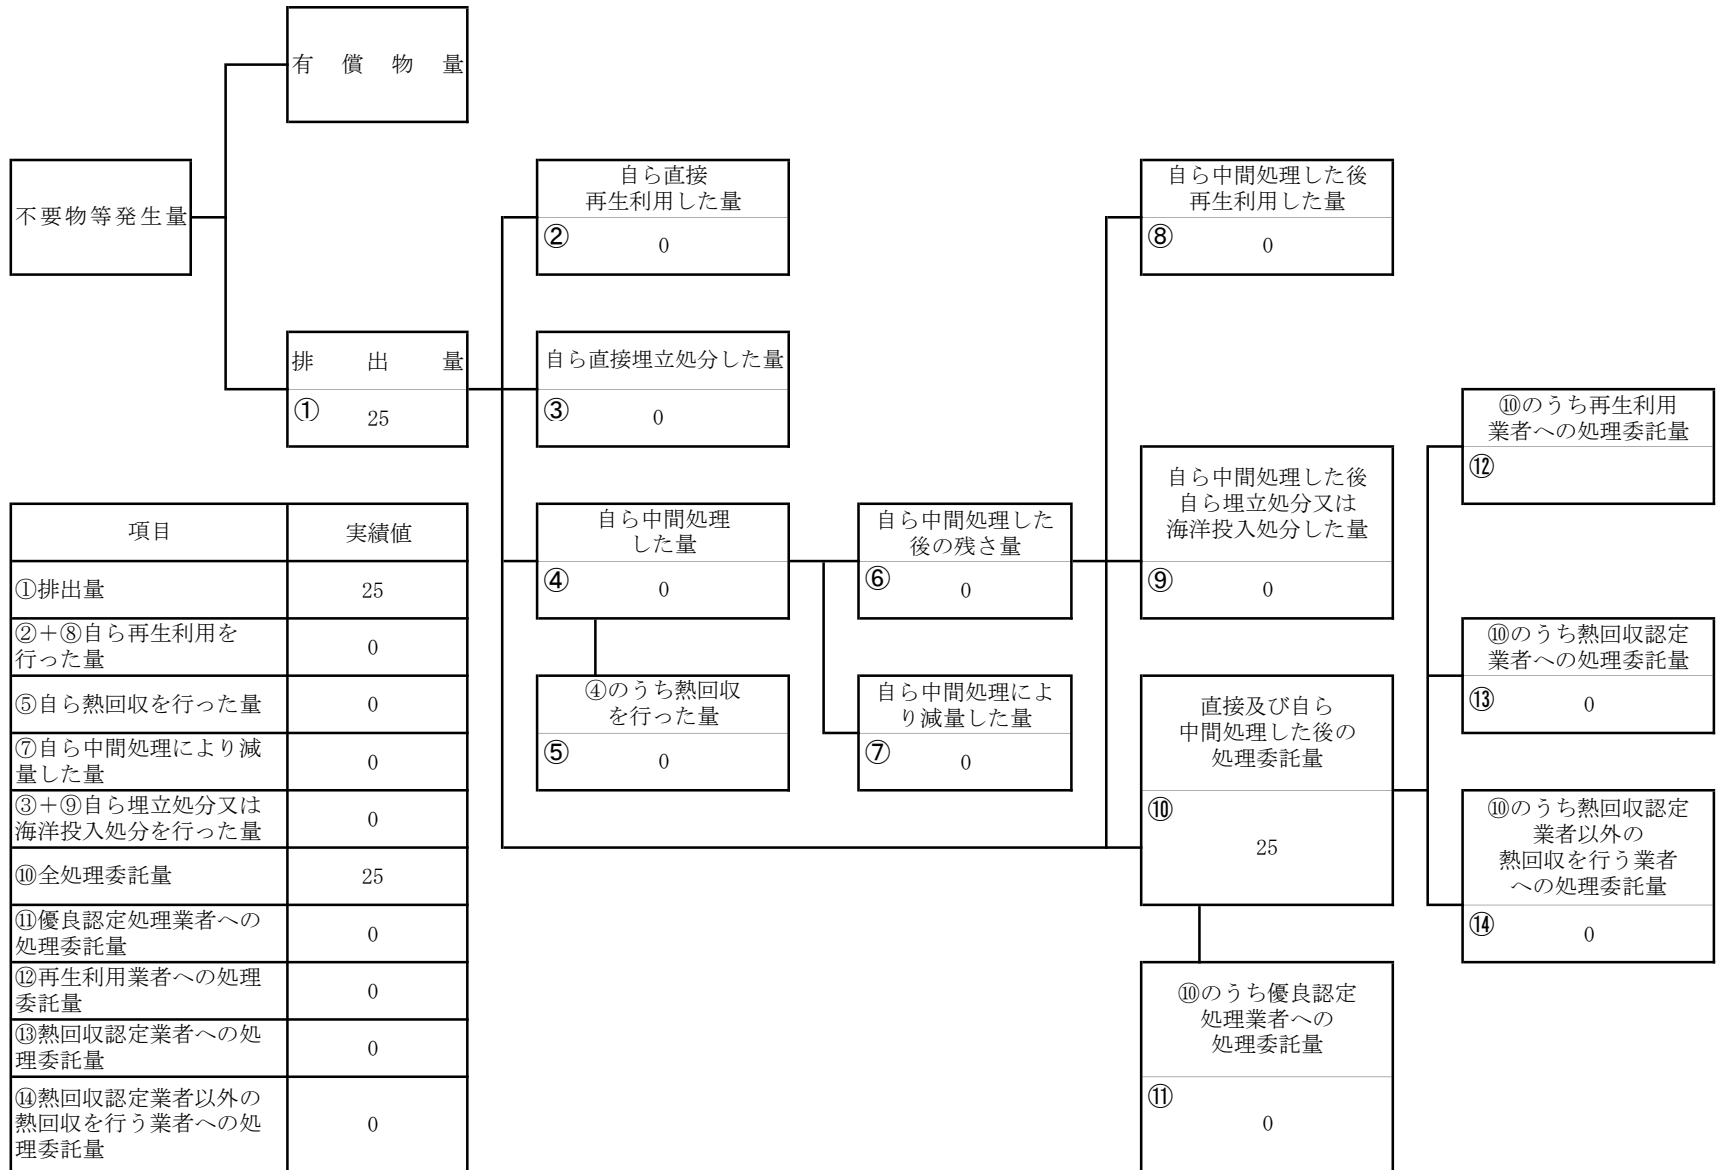 有償物量
不要物等発生量
自ら直接
再生利用した量
②
0
自ら中間処理した後
再生利用した量
⑧
0
排出量
①
25
自ら直接埋立処分した量
③
0
⑩のうち再生利用
業者への処理委託量
⑫
自ら中間処理
した量
④
0
自ら中間処理した
後の残さ量
⑥
0
自ら中間処理した後
自ら埋立処分又は
海洋投入処分した量
⑨
0
⑩のうち熱回収認定
業者への処理委託量
⑬
0
④のうち熱回収
を行った量
⑤
0
自ら中間処理によ
り減量した量
⑦
0
直接及び自ら
中間処理した後の
処理委託量
⑩
25
⑩のうち熱回収認定
業者以外の
熱回収を行う業者
への処理委託量
⑭
0
⑩のうち優良認定
処理業者への
処理委託量
⑪
0
項目 実績値
①排出量 25
②+⑧自ら再生利用を
行った量 0
⑤自ら熱回収を行った量 0
⑦自ら中間処理により減
量した量 0
③+⑨自ら埋立処分又は
海洋投入処分を行った量 0
⑩全処理委託量 25
⑪優良認定処理業者への
処理委託量 0
⑫再生利用業者への処理
委託量 0
⑬熱回収認定業者への処
理委託量 0
⑭熱回収認定業者以外の
熱回収を行う業者への処
理委託量 0